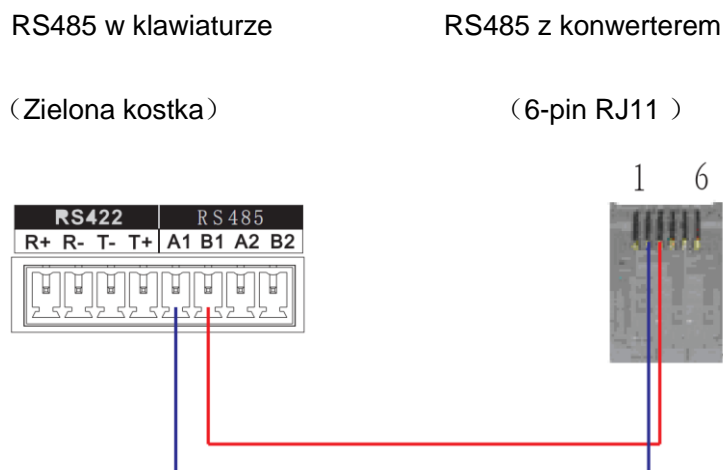 RS485 w klawiaturze RS485 z konwerterem
（Zielona kostka） （6-pin RJ11 ）
1 6
RS422 RS485
R+ R- T- T+ A1 B1 A2 B2